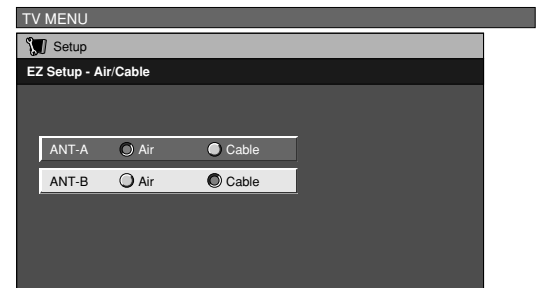 TV MENU
Setup
EZ Setup - Air/Cable
ANT-A Air Cable
ANT-B Air Cable